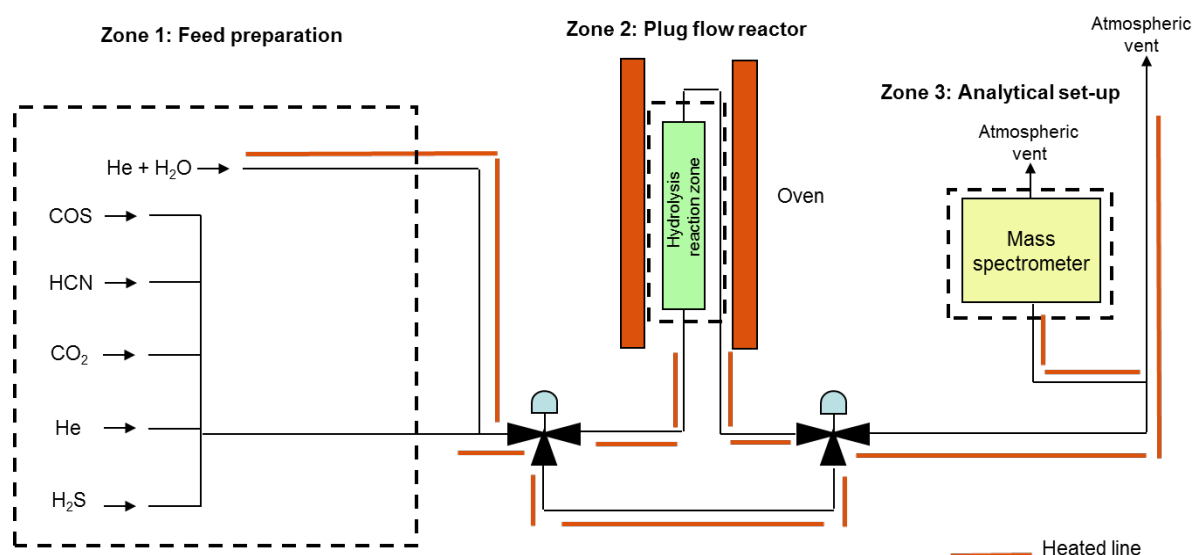 Zone 1: Feed preparation
Zone 2: Plug flow reactor
Atmospheric
vent
Zone 3: Analytical set-up
Atmospheric
vent
He + H₂O
COS
HCN
CO₂
He
H₂S
Hydrolysis
reaction zone
Oven
Mass
spectrometer
Heated line